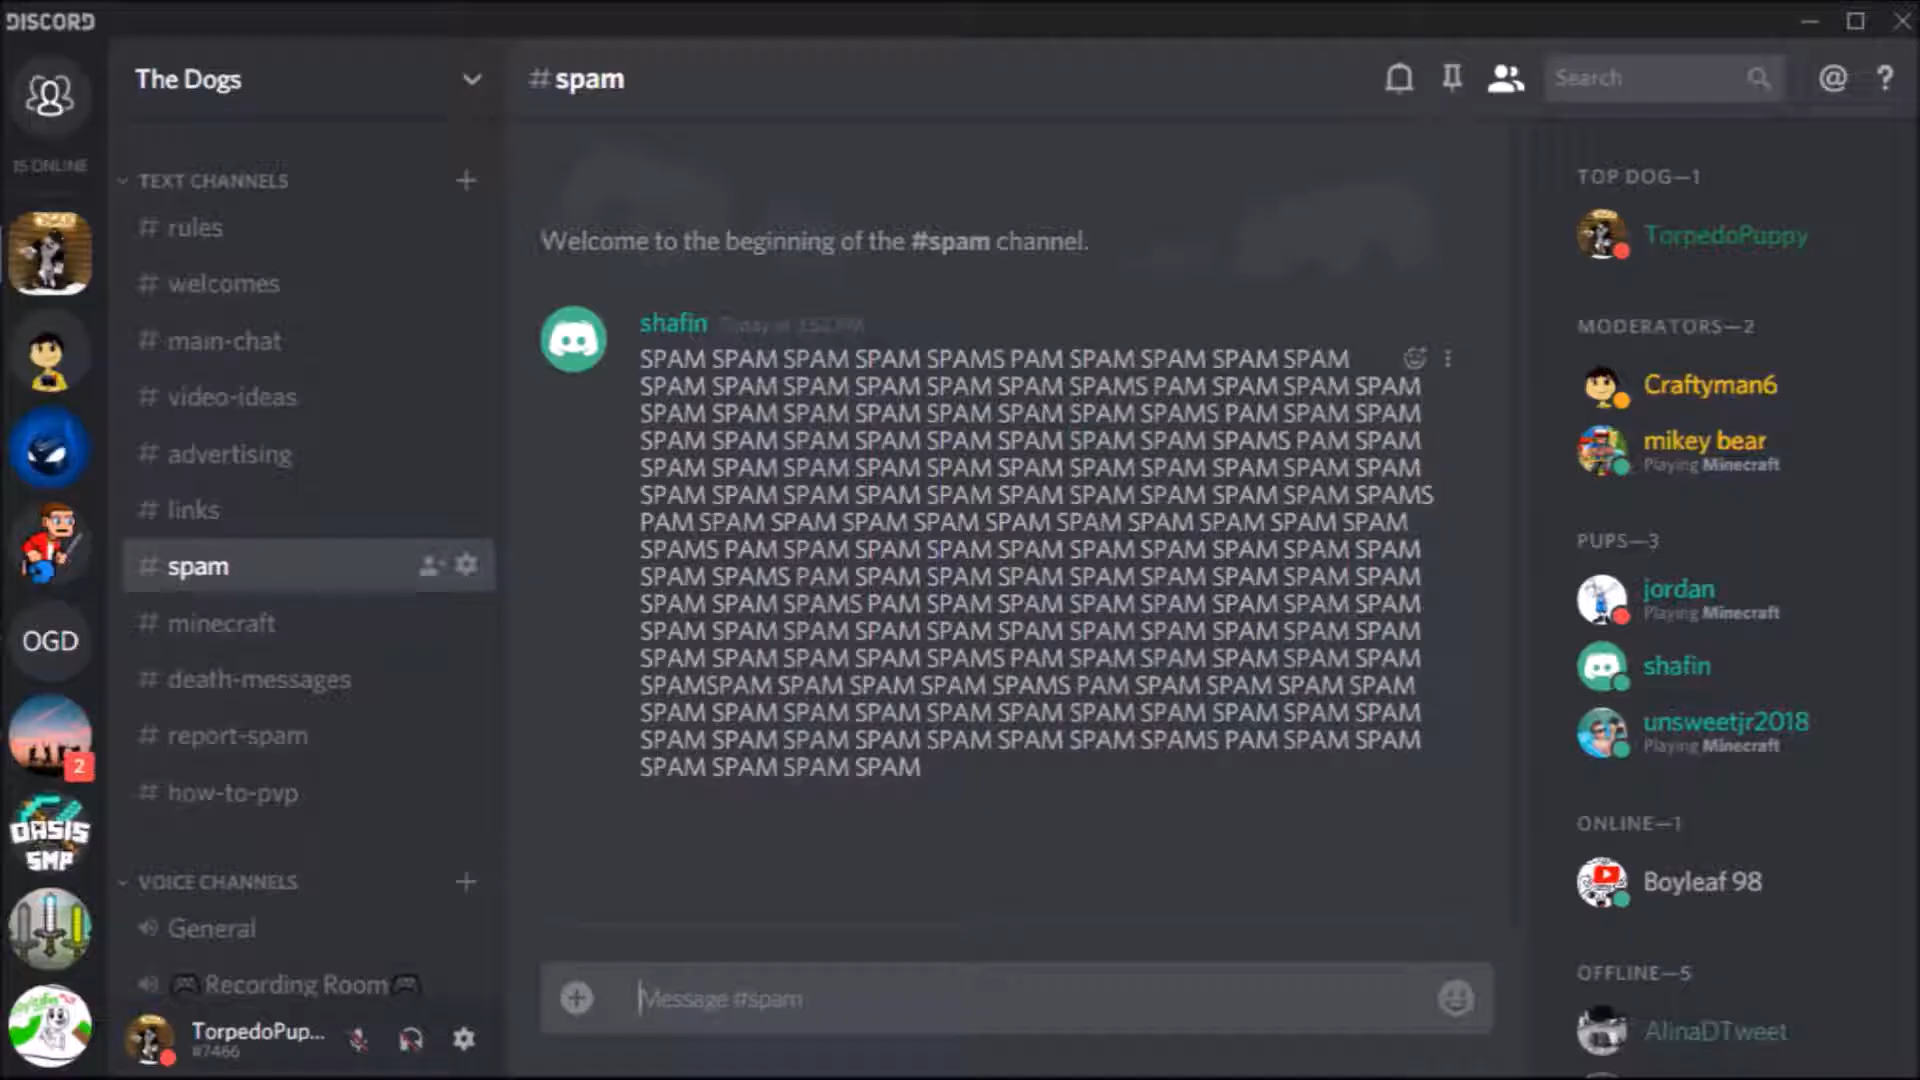 DISCORD
15 ONLINE
OGD
2
OASIS
SMP
The Dogs
TEXT CHANNELS
# rules
# welcomes
# main-chat
# video-ideas
# advertising
# links
# spam
# minecraft
# death-messages
# report-spam
# how-to-pvp
VOICE CHANNELS
General
Recording Room
TorpedoPup...
#7466
# spam
Search
@ ?
Welcome to the beginning of the #spam channel.
shafin Today at 3:52 PM
SPAM SPAM SPAM SPAM SPAMS PAM SPAM SPAM SPAM SPAM
SPAM SPAM SPAM SPAM SPAM SPAM SPAMS PAM SPAM SPAM SPAM
SPAM SPAM SPAM SPAM SPAM SPAM SPAM SPAMS PAM SPAM SPAM
SPAM SPAM SPAM SPAM SPAM SPAM SPAM SPAM SPAMS PAM SPAM
SPAM SPAM SPAM SPAM SPAM SPAM SPAM SPAM SPAM SPAM SPAM
SPAM SPAM SPAM SPAM SPAM SPAM SPAM SPAM SPAM SPAM SPAMS
PAM SPAM SPAM SPAM SPAM SPAM SPAM SPAM SPAM SPAM SPAM
SPAMS PAM SPAM SPAM SPAM SPAM SPAM SPAM SPAM SPAM SPAM
SPAM SPAMS PAM SPAM SPAM SPAM SPAM SPAM SPAM SPAM SPAM
SPAM SPAM SPAMS PAM SPAM SPAM SPAM SPAM SPAM SPAM SPAM
SPAM SPAM SPAM SPAM SPAM SPAM SPAM SPAM SPAM SPAM SPAM
SPAM SPAM SPAM SPAM SPAMS PAM SPAM SPAM SPAM SPAM SPAM
SPAMSPAM SPAM SPAM SPAM SPAMS PAM SPAM SPAM SPAM SPAM
SPAM SPAM SPAM SPAM SPAM SPAM SPAM SPAM SPAM SPAM SPAM
SPAM SPAM SPAM SPAM SPAM SPAM SPAM SPAMS PAM SPAM SPAM
SPAM SPAM SPAM SPAM
Message #spam
TOP DOG—1
TorpedoPuppy
MODERATORS—2
Craftyman6
mikey bear
Playing Minecraft
PUPS—3
jordan
Playing Minecraft
shafin
unsweetjr2018
Playing Minecraft
ONLINE—1
Boyleaf 98
OFFLINE—5
AlinaDTweet